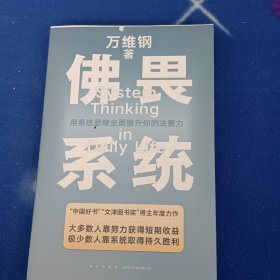 万维钢
著
佛畏
System
Thinking
用系统思维全面提升你的决策力
in
Daily Life
系统
“中国好书”“文津图书奖”得主年度力作
大多数人靠努力获得短期收益
极少数人靠系统取得持久胜利